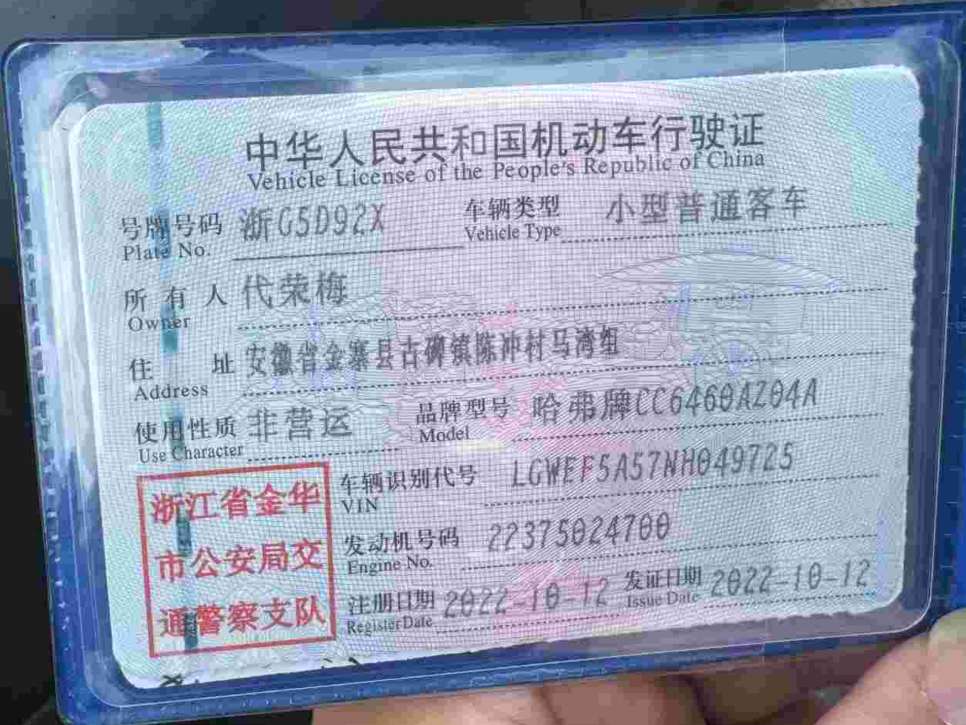 中华人民共和国机动车行驶证
Vehicle License of the People's Republic of China
号牌号码 浙G5D92X 车辆类型 小型普通客车
Plate No. Vehicle Type
所有人 代荣梅
Owner
住址 安徽省金寨县古碑镇陈冲村马湾组
Address
使用性质 非营运 品牌型号 哈弗牌CC6460AZ04A
Use Character Model
浙江省金华
市公安局交
通警察支队
车辆识别代号 LGWEF5A57NH049725
VIN
发动机号码 22375024700
Engine No.
注册日期 2022-10-12 发证日期 2022-10-12
Register Date Issue Date